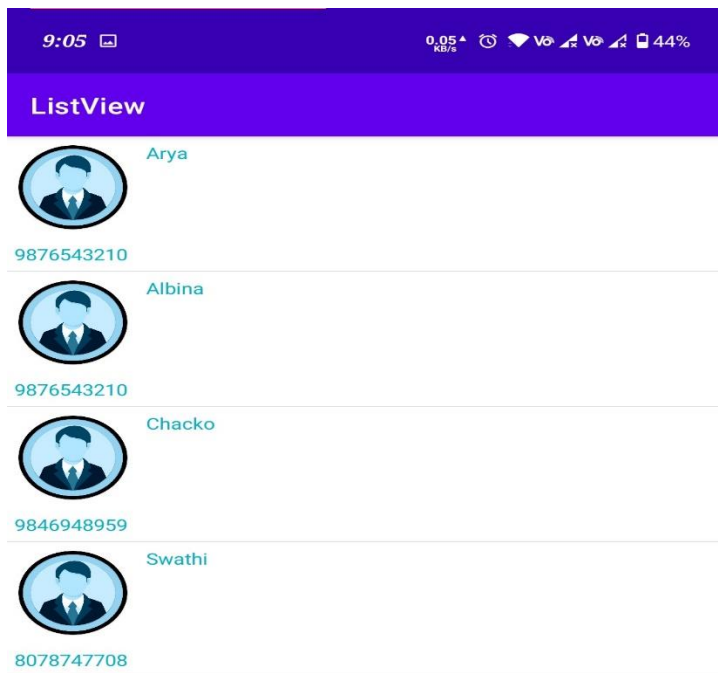 9:05 0.05 KB/s Vo Vo 44%
ListView
Arya
9876543210
Albina
9876543210
Chacko
9846948959
Swathi
8078747708